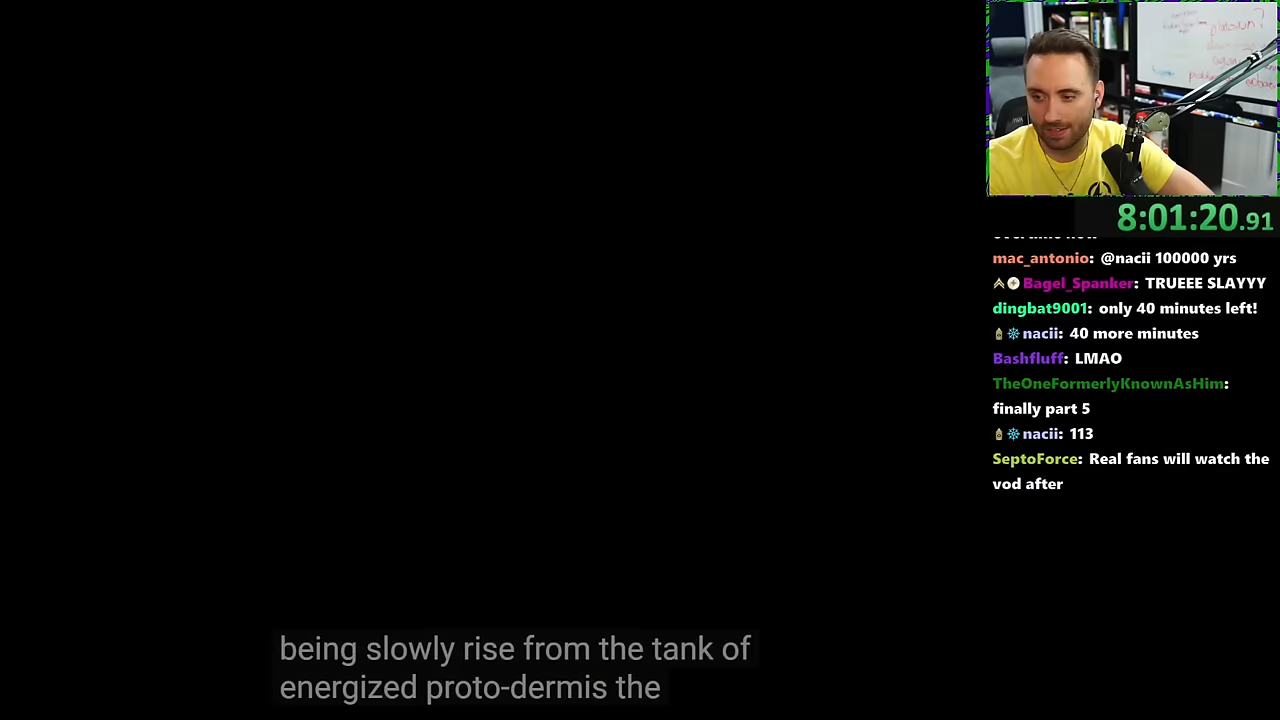 8:01:20.91
mac_antonio: @nacii 100000 yrs
Bagel_Spanker: TRUEEE SLAYYY
dingbat9001: only 40 minutes left!
nacii: 40 more minutes
Bashfluff: LMAO
TheOneFormerlyKnownAsHim:
finally part 5
nacii: 113
SeptoForce: Real fans will watch the
vod after
being slowly rise from the tank of
energized proto-dermis the